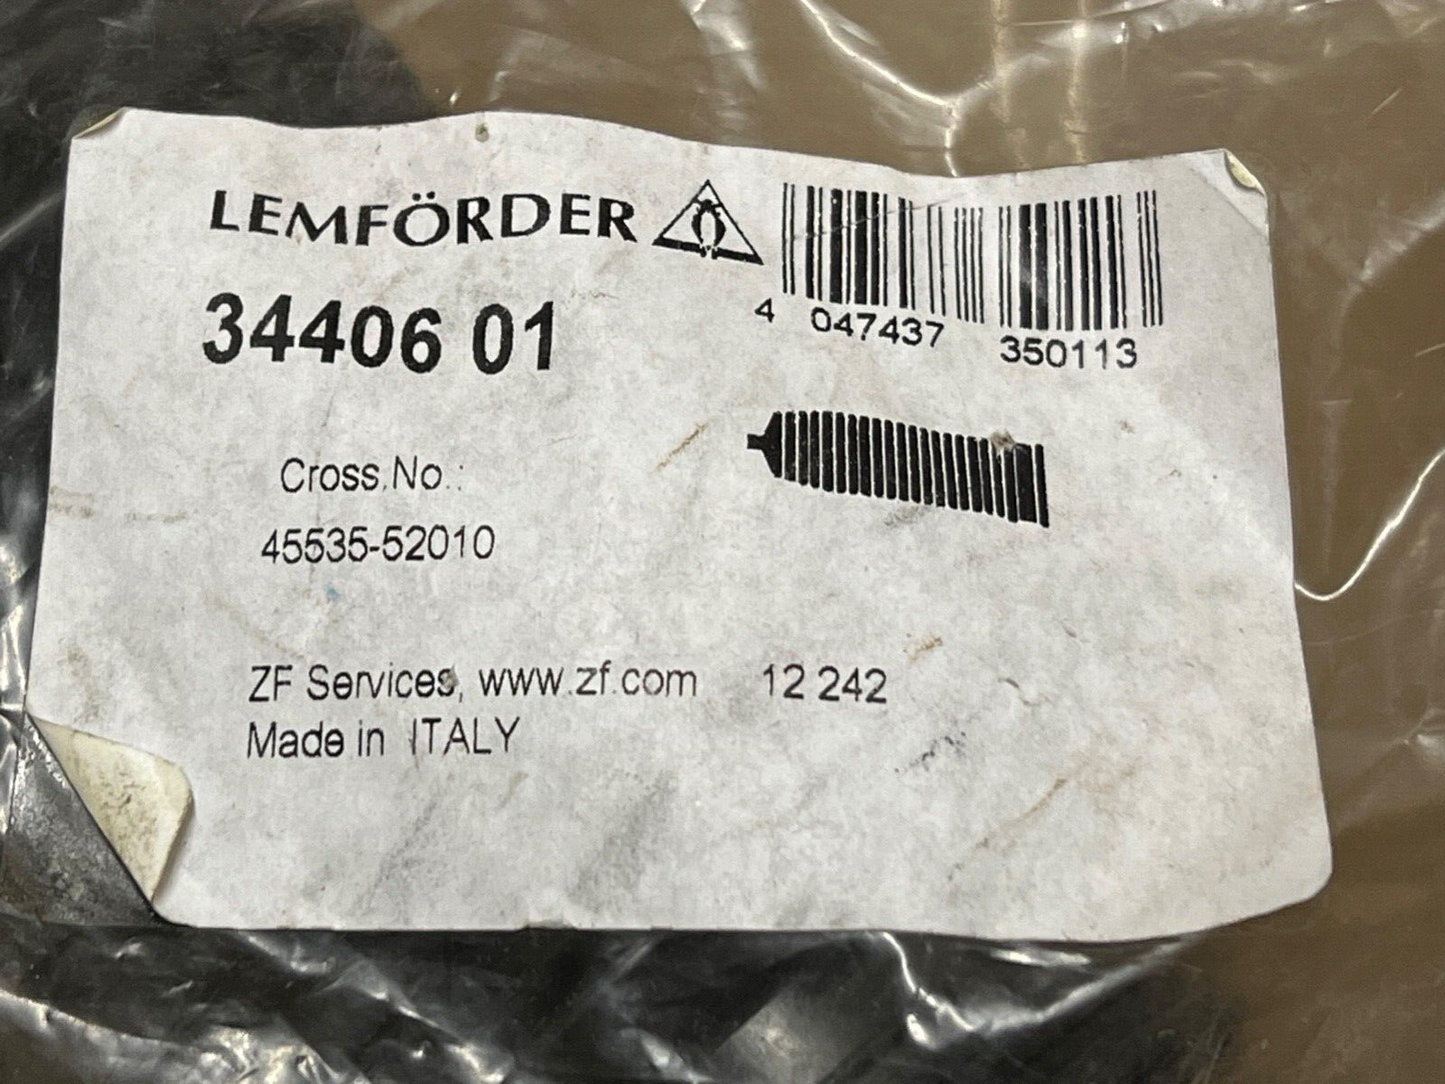 LEMFÖRDER
34406 01
4 047437 350113
Cross.No.:
45535-52010
ZF Services, www.zf.com 12 242
Made in ITALY